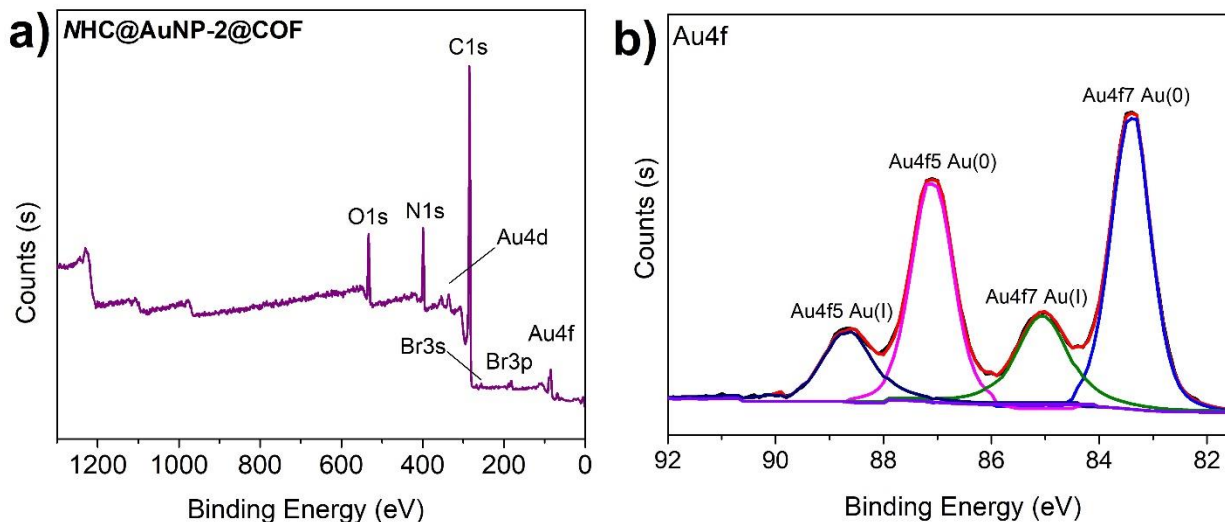 a)
NHC@AuNP-2@COF
C1s
O1s
N1s
Au4d
Br3s
Br3p
Au4f
Counts (s)
1200
1000
800
600
400
200
0
Binding Energy (eV)
b)
Au4f
Au4f7 Au(0)
Au4f5 Au(0)
Au4f5 Au(I)
Au4f7 Au(I)
Counts (s)
92
90
88
86
84
82
Binding Energy (eV)